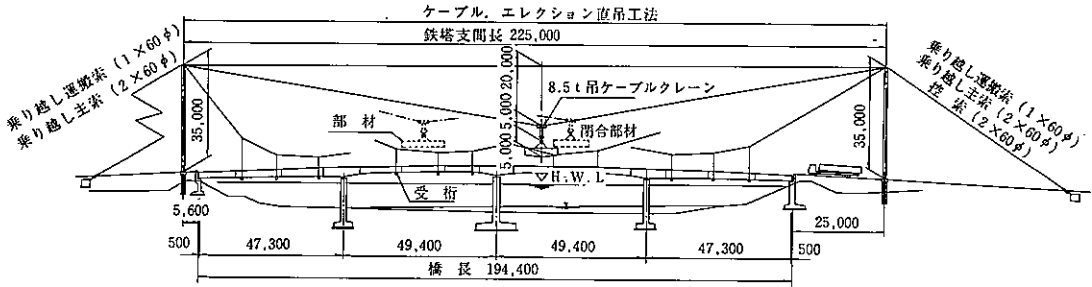 ケーブル．エレクション直吊工法
鉄塔支間長 225,000
乗り越し運搬索 (1×60φ)
乗り越し主索 (2×60φ)
35,000
20,000
5,000
5,000
8.5t吊ケーブルクレーン
部材
閉合部材
受桁
H.W.L
35,000
乗り越し運搬索 (1×60φ)
乗り越し主索 (2×60φ)
控索 (2×60φ)
5,600
25,000
500
47,300
49,400
49,400
47,300
500
橋長 194,400